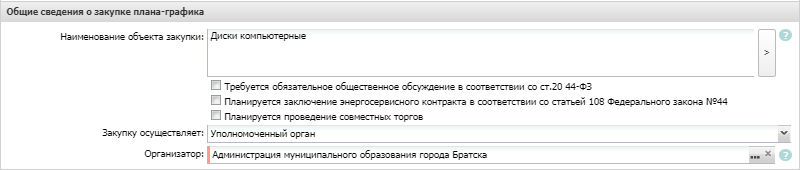 Общие сведения о закупке плана-графика
Наименование объекта закупки: Диски компьютерные
>
?
Требуется обязательное общественное обсуждение в соответствии со ст.20 44-ФЗ
Планируется заключение энергосервисного контракта в соответствии со статьей 108 Федерального закона №44
Планируется проведение совместных торгов
Закупку осуществляет: Уполномоченный орган
Организатор: Администрация муниципального образования города Братска ... ?